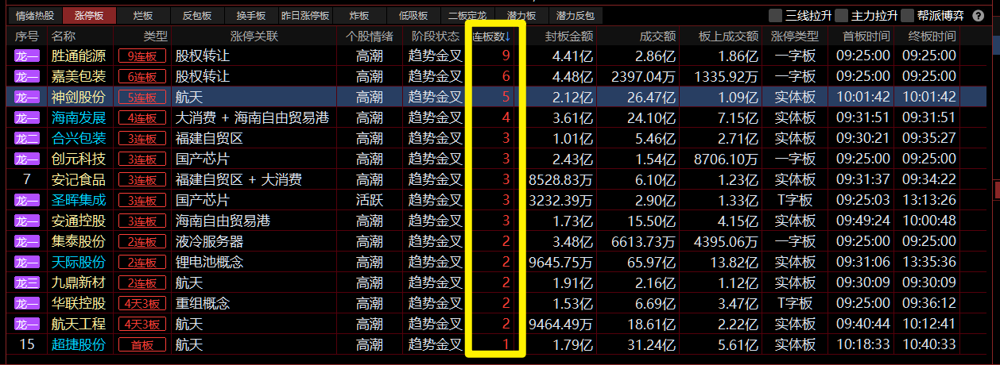 情绪热股 涨停板 烂板 反包板 换手板 昨日涨停板 炸板 低吸板 二板定龙 潜力板 潜力反包 三线拉升 主力拉升 帮派博弈 ?
序号 名称 类型 涨停关联 个股情绪 阶段状态 连板数↓ 封板金额 成交额 板上成交额 涨停类型 首板时间 终板时间
龙一 胜通能源 9连板 股权转让 高潮 趋势金叉 9 4.41亿 2.86亿 1.86亿 一字板 09:25:00 09:25:00
龙一 嘉美包装 6连板 股权转让 高潮 趋势金叉 6 4.48亿 2397.04万 1335.92万 一字板 09:25:00 09:25:00
龙一 神剑股份 5连板 航天 高潮 趋势金叉 5 2.12亿 26.47亿 1.09亿 实体板 10:01:42 10:01:42
龙一 海南发展 4连板 大消费 + 海南自由贸易港 高潮 趋势金叉 4 3.61亿 24.10亿 7.15亿 实体板 09:31:51 09:31:51
龙二 合兴包装 3连板 福建自贸区 高潮 趋势金叉 3 1.01亿 5.46亿 2.71亿 实体板 09:30:21 09:35:27
龙一 创元科技 3连板 国产芯片 高潮 趋势金叉 3 2.43亿 1.54亿 8706.10万 一字板 09:25:00 09:25:00
7 安记食品 3连板 福建自贸区 + 大消费 高潮 趋势金叉 3 8528.83万 6.10亿 1.23亿 实体板 09:31:37 09:34:22
龙一 圣晖集成 3连板 国产芯片 活跃 趋势金叉 3 3232.39万 2.90亿 1.33亿 T字板 09:25:03 13:13:26
龙一 安通控股 3连板 海南自由贸易港 高潮 趋势金叉 3 1.73亿 15.50亿 4.15亿 实体板 09:49:24 10:00:48
龙一 集泰股份 2连板 液冷服务器 高潮 趋势金叉 2 3.48亿 6613.73万 4395.06万 一字板 09:25:00 09:25:00
龙一 天际股份 2连板 锂电池概念 高潮 趋势金叉 2 9645.75万 65.97亿 13.82亿 实体板 09:31:06 13:35:36
龙三 九鼎新材 2连板 航天 高潮 趋势金叉 2 1.91亿 2.16亿 1.12亿 实体板 09:30:09 09:30:09
龙一 华联控股 4天3板 重组概念 高潮 趋势金叉 2 1.53亿 6.69亿 3.47亿 T字板 09:25:00 09:36:12
龙一 航天工程 4天3板 航天 高潮 趋势金叉 2 9464.49万 18.61亿 2.22亿 实体板 09:40:44 10:12:41
15 超捷股份 首板 航天 高潮 趋势金叉 1 1.79亿 31.24亿 5.61亿 实体板 10:18:33 10:40:33